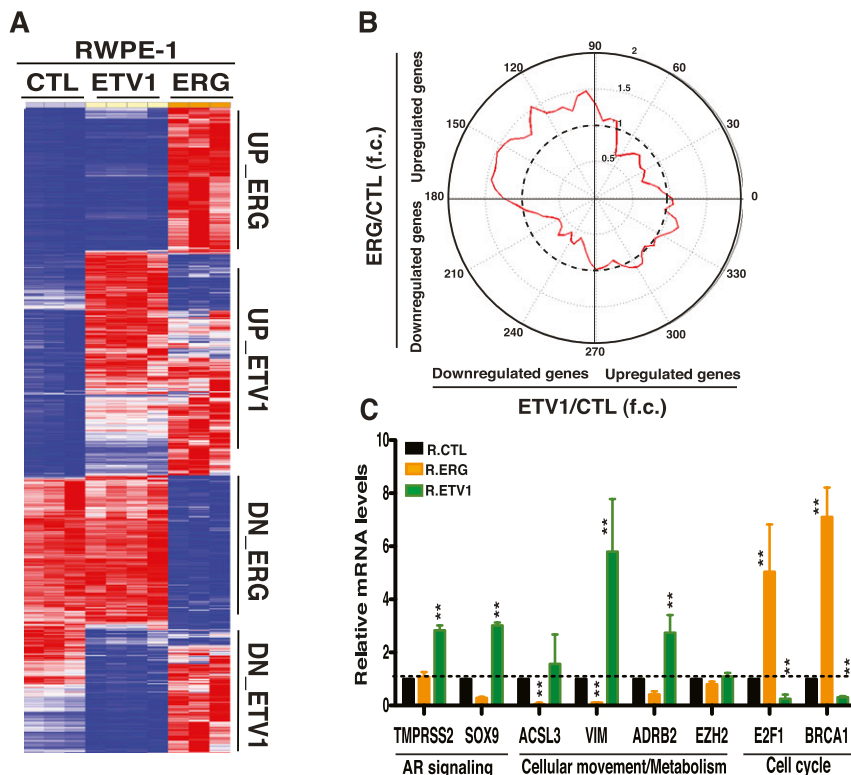 A
RWPE-1
CTL ETV1 ERG
UP_ERG
UP_ETV1
DN_ERG
DN_ETV1
B
ERG/CTL (f.c.)
Upregulated genes
Downregulated genes
90
2
120
60
1.5
150
1
30
0.5
180
0
210
330
240
300
270
Downregulated genes Upregulated genes
ETV1/CTL (f.c.)
C
Relative mRNA levels
10
8
6
4
2
0
R.CTL
R.ERG
R.ETV1
**
**
**
**
**
**
**
**
**
**
TMPRSS2 SOX9 ACSL3 VIM ADRB2 EZH2 E2F1 BRCA1
AR signaling Cellular movement/Metabolism Cell cycle